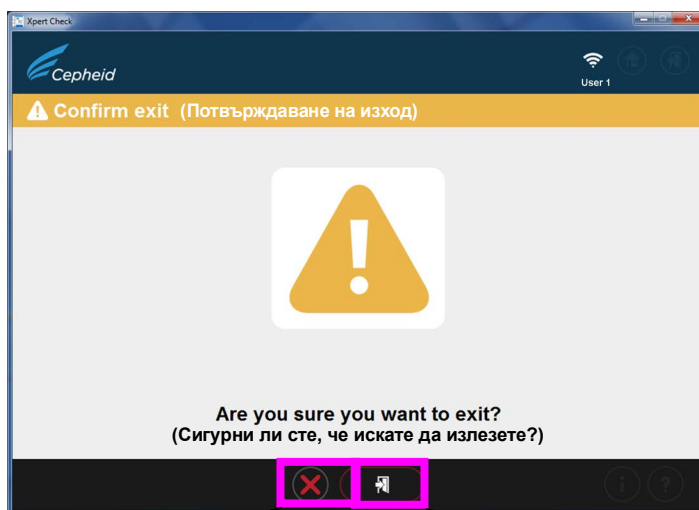 Xpert Check
Cepheid
User 1
Confirm exit (Потвърждаване на изход)
Are you sure you want to exit?
(Сигурни ли сте, че искате да излезете?)